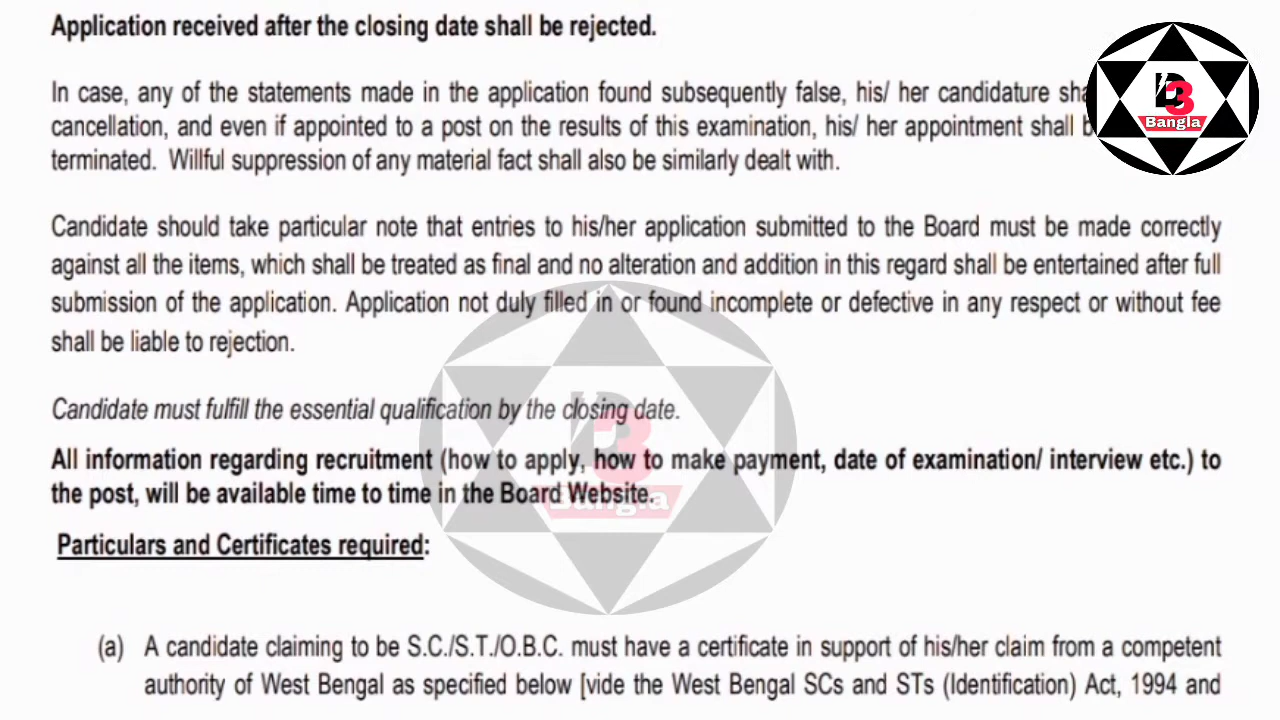 Application received after the closing date shall be rejected.
In case, any of the statements made in the application found subsequently false, his/ her candidature
cancellation, and even if appointed to a post on the results of this examination, his/ her appointment shall
terminated. Willful suppression of any material fact shall also be similarly dealt with.
Candidate should take particular note that entries to his/her application submitted to the Board must be made correctly
against all the items, which shall be treated as final and no alteration and addition in this regard shall be entertained after full
submission of the application. Application not duly filled in or found incomplete or defective in any respect or without fee
shall be liable to rejection.
Candidate must fulfill the essential qualification by the closing date.
All information regarding recruitment (how to apply, how to make payment, date of examination/ interview etc.) to
the post, will be available time to time in the Board Website.
Particulars and Certificates required:
(a) A candidate claiming to be S.C./S.T./O.B.C. must have a certificate in support of his/her claim from a competent
authority of West Bengal as specified below [vide the West Bengal SCs and STs (Identification) Act, 1994 and
B3
Bangla
B3
Bangla